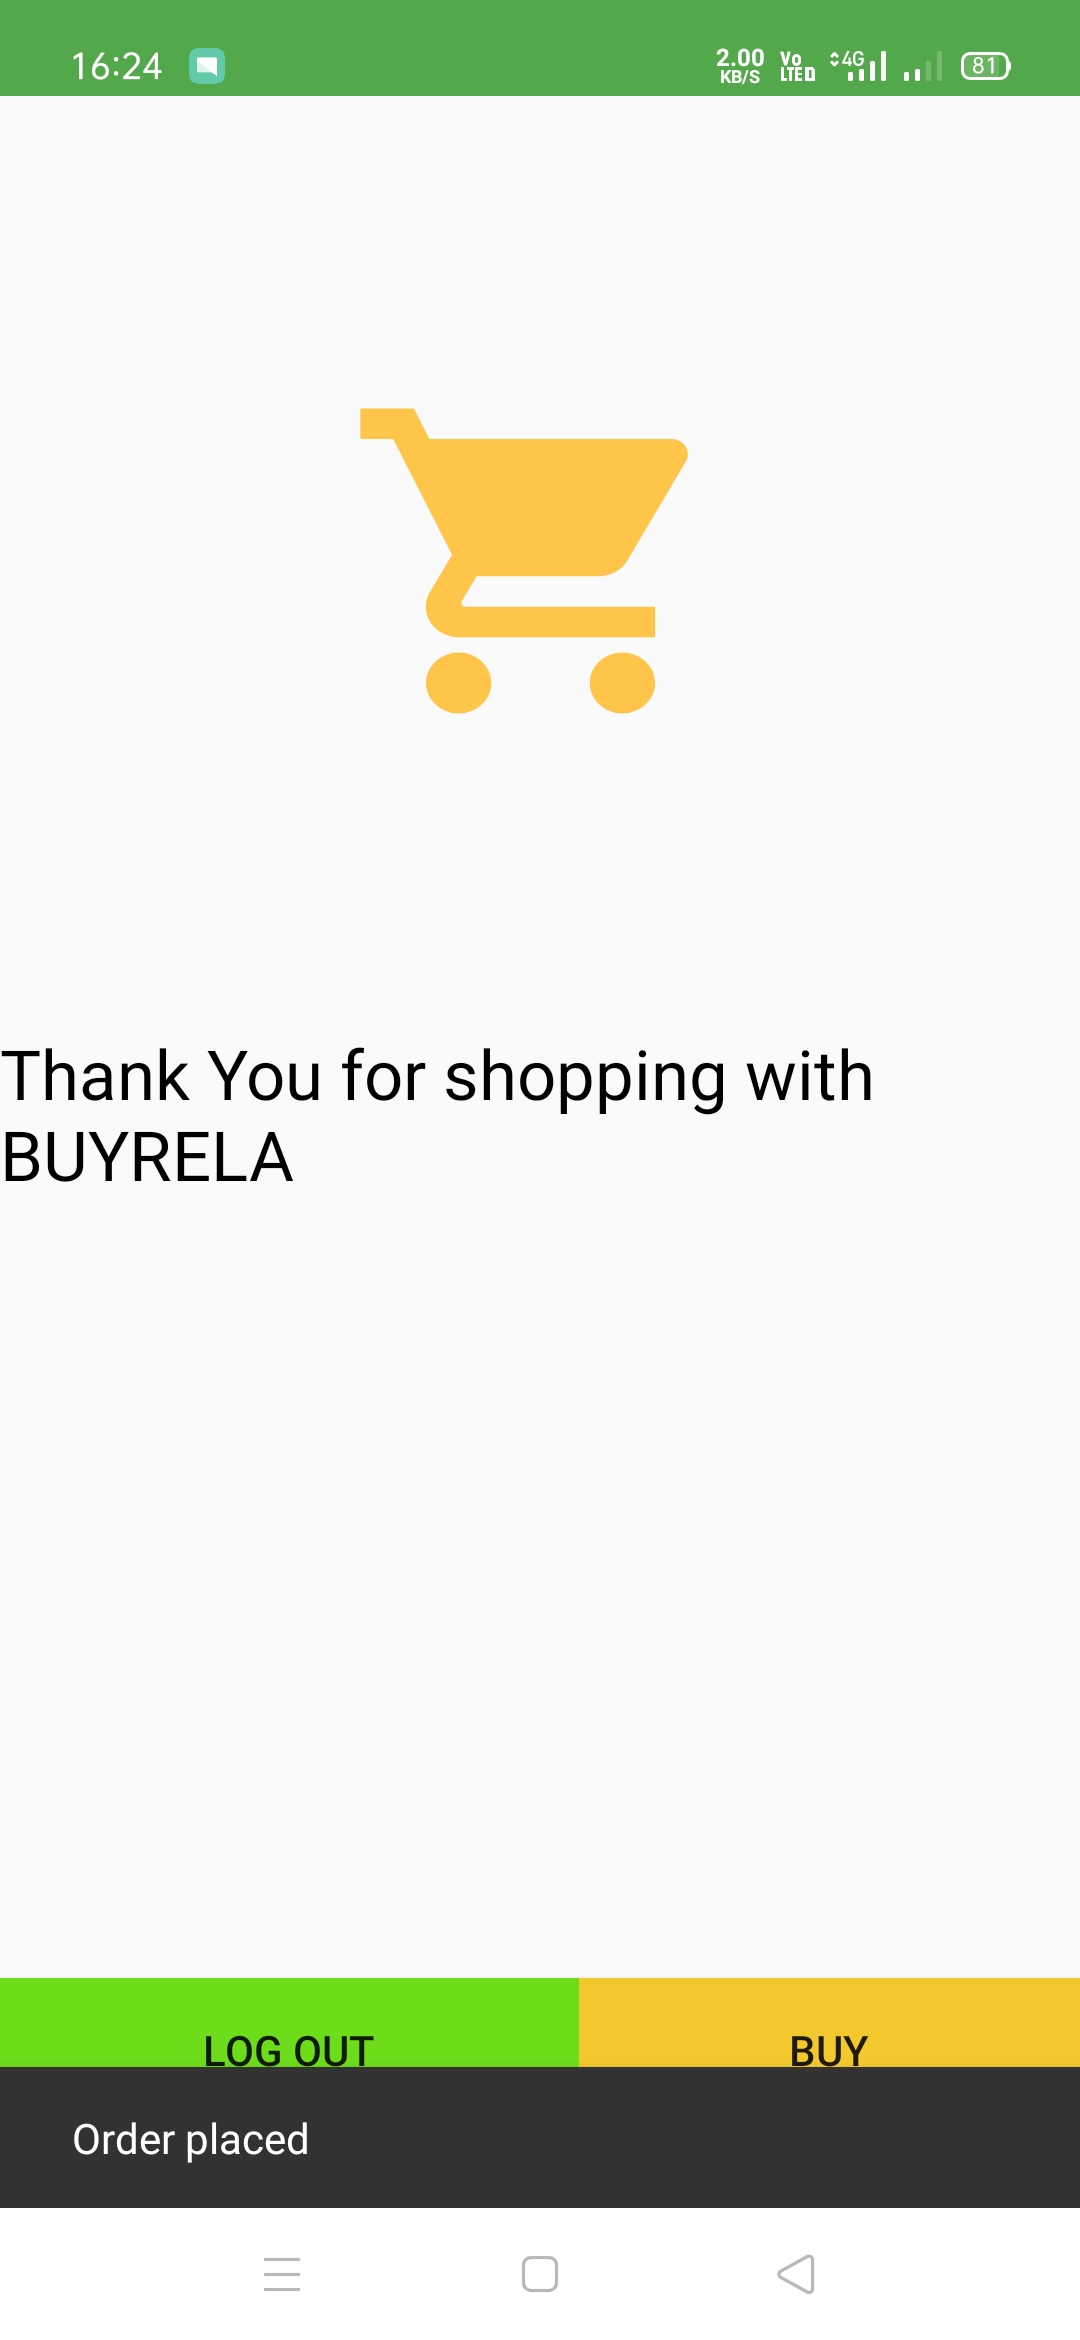 16:24
2.00
KB/S
Vo
LTE
4G
81
Thank You for shopping with
BUYRELA
LOG OUT
BUY
Order placed